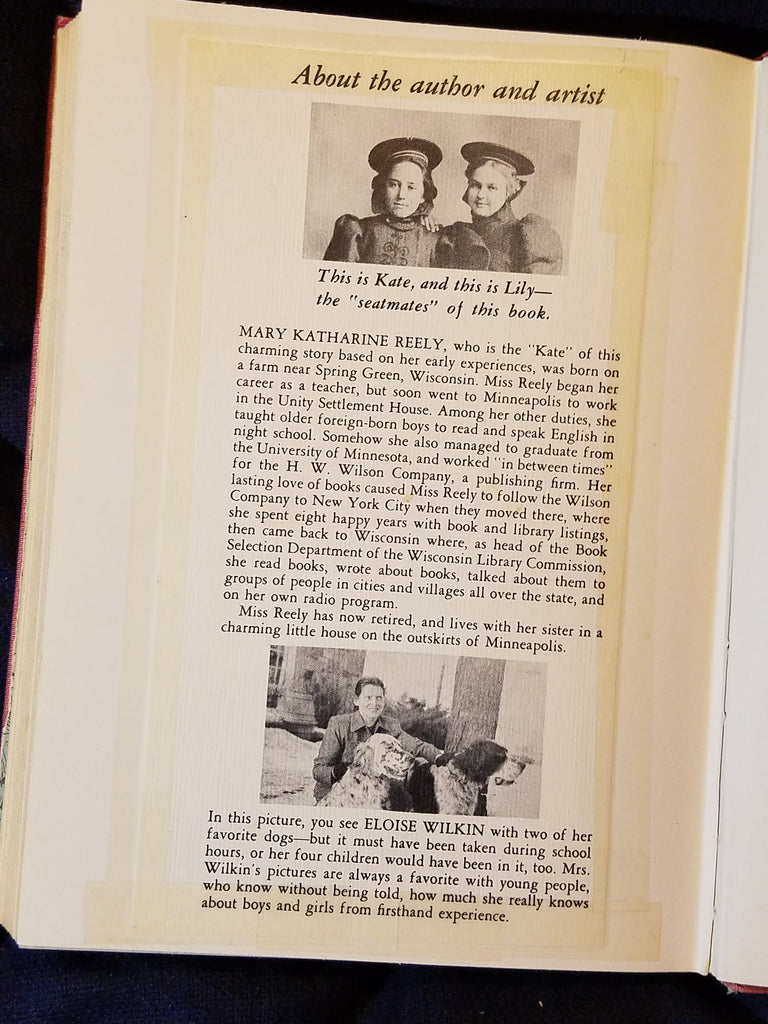 About the author and artist
This is Kate, and this is Lily—
the "seatmates" of this book.
MARY KATHARINE REELY, who is the "Kate" of this
charming story based on her early experiences, was born on
a farm near Spring Green, Wisconsin. Miss Reely began her
career as a teacher, but soon went to Minneapolis to work
in the Unity Settlement House. Among her other duties, she
taught older foreign-born boys to read and speak English in
night school. Somehow she also managed to graduate from
the University of Minnesota, and worked "in between times"
for the H. W. Wilson Company, a publishing firm. Her
lasting love of books caused Miss Reely to follow the Wilson
Company to New York City when they moved there, where
she spent eight happy years with book and library listings,
then came back to Wisconsin where, as head of the Book
Selection Department of the Wisconsin Library Commission,
she read books, wrote about books, talked about them to
groups of people in cities and villages all over the state, and
on her own radio program.
Miss Reely has now retired, and lives with her sister in a
charming little house on the outskirts of Minneapolis.
In this picture, you see ELOISE WILKIN with two of her
favorite dogs—but it must have been taken during school
hours, or her four children would have been in it, too. Mrs.
Wilkin's pictures are always a favorite with young people,
who know without being told, how much she really knows
about boys and girls from firsthand experience.